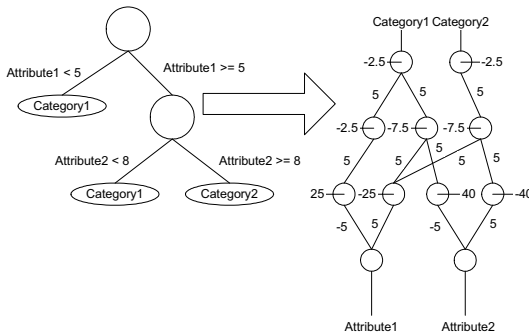 Category1 Category2
-2.5 -2.5
Attribute1 < 5
Attribute1 >= 5
5 5 5
Category1
-2.5 -7.5 -7.5
Attribute2 < 8
Attribute2 >= 8
5 5 5 5 5
Category1
Category2
25 -25 40 -40
-5 5 -5 5
Attribute1
Attribute2